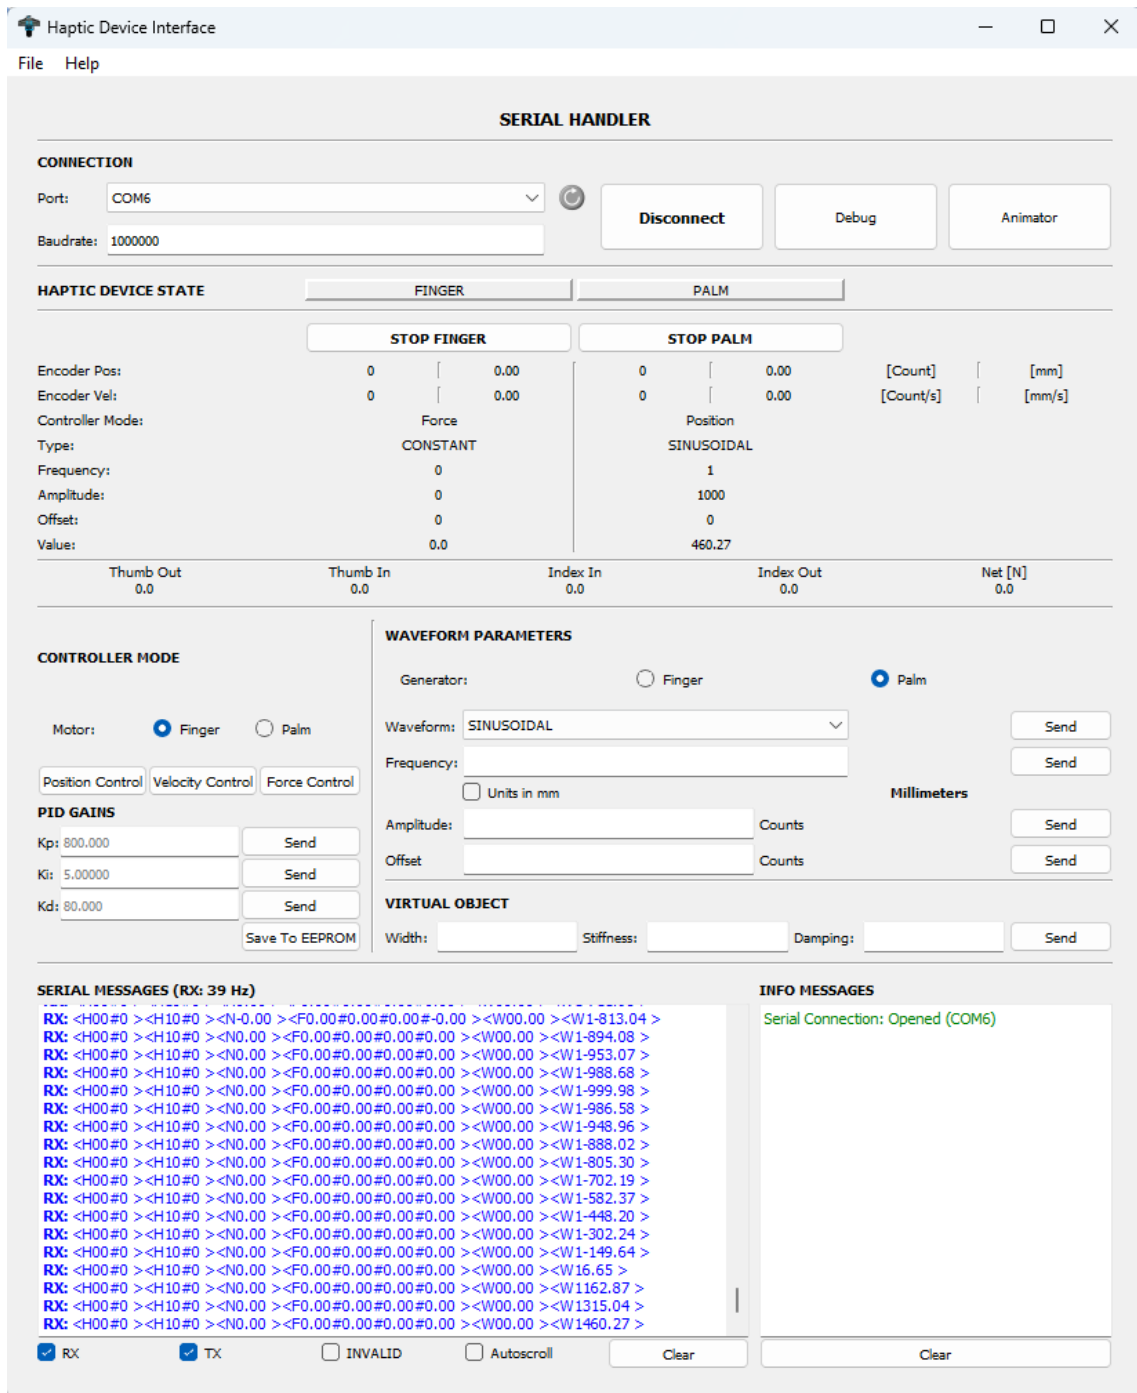 Haptic Device Interface
File Help
SERIAL HANDLER
CONNECTION
Port: COM6
Disconnect Debug Animator
Baudrate: 1000000
HAPTIC DEVICE STATE FINGER PALM
STOP FINGER STOP PALM
Encoder Pos: 0 0.00 0 0.00 [Count] [mm]
Encoder Vel: 0 0.00 0 0.00 [Count/s] [mm/s]
Controller Mode: Force Position
Type: CONSTANT SINUSOIDAL
Frequency: 0 1
Amplitude: 0 1000
Offset: 0 0
Value: 0.0 460.27
Thumb Out Thumb In Index In Index Out Net [N]
0.0 0.0 0.0 0.0 0.0
CONTROLLER MODE
Motor: Finger Palm
Position Control Velocity Control Force Control
PID GAINS
Kp: 800.000 Send
Ki: 5.00000 Send
Kd: 80.000 Send
Save To EEPROM
WAVEFORM PARAMETERS
Generator: Finger Palm
Waveform: SINUSOIDAL Send
Frequency: Send
Units in mm Millimeters
Amplitude: Counts Send
Offset Counts Send
VIRTUAL OBJECT
Width: Stiffness: Damping: Send
SERIAL MESSAGES (RX: 39 Hz)
RX: <H00#0 ><H10#0 ><N-0.00 ><F0.00#0.00#0.00#-0.00 ><W00.00 ><W1-813.04 >
RX: <H00#0 ><H10#0 ><N0.00 ><F0.00#0.00#0.00#0.00 ><W00.00 ><W1-894.08 >
RX: <H00#0 ><H10#0 ><N0.00 ><F0.00#0.00#0.00#0.00 ><W00.00 ><W1-953.07 >
RX: <H00#0 ><H10#0 ><N0.00 ><F0.00#0.00#0.00#0.00 ><W00.00 ><W1-988.68 >
RX: <H00#0 ><H10#0 ><N0.00 ><F0.00#0.00#0.00#0.00 ><W00.00 ><W1-999.98 >
RX: <H00#0 ><H10#0 ><N0.00 ><F0.00#0.00#0.00#0.00 ><W00.00 ><W1-986.58 >
RX: <H00#0 ><H10#0 ><N0.00 ><F0.00#0.00#0.00#0.00 ><W00.00 ><W1-948.96 >
RX: <H00#0 ><H10#0 ><N0.00 ><F0.00#0.00#0.00#0.00 ><W00.00 ><W1-888.02 >
RX: <H00#0 ><H10#0 ><N0.00 ><F0.00#0.00#0.00#0.00 ><W00.00 ><W1-805.30 >
RX: <H00#0 ><H10#0 ><N0.00 ><F0.00#0.00#0.00#0.00 ><W00.00 ><W1-702.19 >
RX: <H00#0 ><H10#0 ><N0.00 ><F0.00#0.00#0.00#0.00 ><W00.00 ><W1-582.37 >
RX: <H00#0 ><H10#0 ><N0.00 ><F0.00#0.00#0.00#0.00 ><W00.00 ><W1-448.20 >
RX: <H00#0 ><H10#0 ><N0.00 ><F0.00#0.00#0.00#0.00 ><W00.00 ><W1-302.24 >
RX: <H00#0 ><H10#0 ><N0.00 ><F0.00#0.00#0.00#0.00 ><W00.00 ><W1-149.64 >
RX: <H00#0 ><H10#0 ><N0.00 ><F0.00#0.00#0.00#0.00 ><W00.00 ><W16.65 >
RX: <H00#0 ><H10#0 ><N0.00 ><F0.00#0.00#0.00#0.00 ><W00.00 ><W1162.87 >
RX: <H00#0 ><H10#0 ><N0.00 ><F0.00#0.00#0.00#0.00 ><W00.00 ><W1315.04 >
RX: <H00#0 ><H10#0 ><N0.00 ><F0.00#0.00#0.00#0.00 ><W00.00 ><W1460.27 >
RX TX INVALID Autoscroll Clear
INFO MESSAGES
Serial Connection: Opened (COM6)
Clear